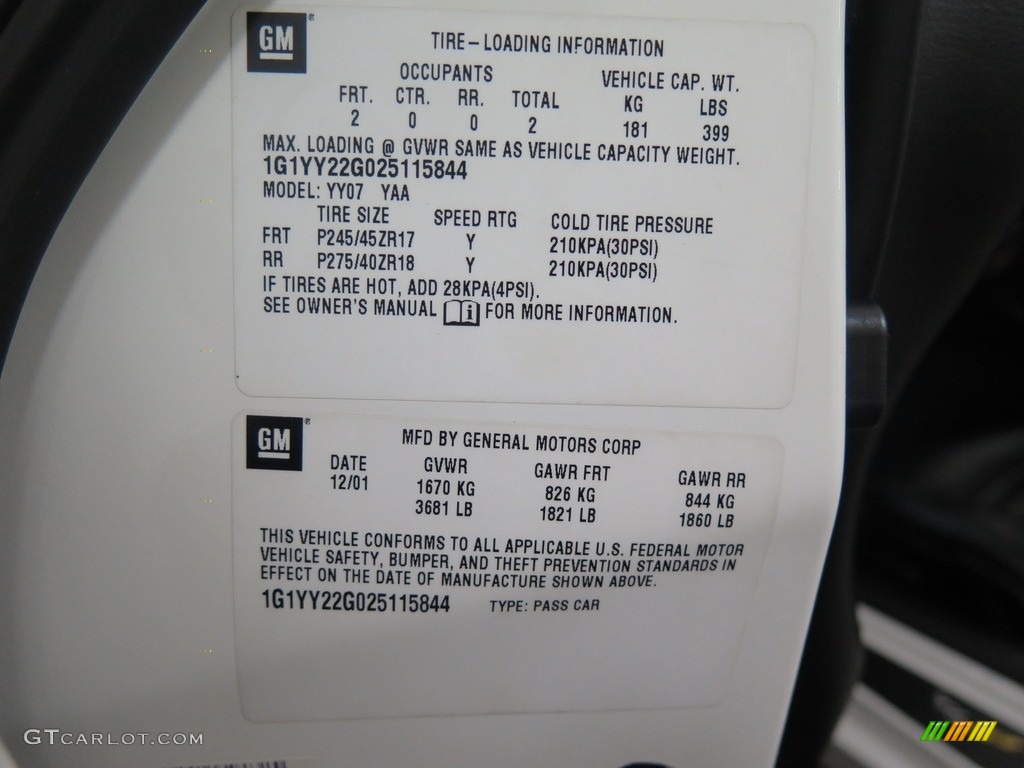 GM®
TIRE-LOADING INFORMATION
OCCUPANTS VEHICLE CAP. WT.
FRT. CTR. RR. TOTAL KG LBS
2 0 0 2 181 399
MAX. LOADING @ GVWR SAME AS VEHICLE CAPACITY WEIGHT.
1G1YY22G025115844
MODEL: YY07 YAA
TIRE SIZE SPEED RTG COLD TIRE PRESSURE
FRT P245/45ZR17 Y 210KPA(30PSI)
RR P275/40ZR18 Y 210KPA(30PSI)
IF TIRES ARE HOT, ADD 28KPA(4PSI).
SEE OWNER'S MANUAL FOR MORE INFORMATION.
GM®
MFD BY GENERAL MOTORS CORP
DATE GVWR GAWR FRT GAWR RR
12/01 1670 KG 826 KG 844 KG
3681 LB 1821 LB 1860 LB
THIS VEHICLE CONFORMS TO ALL APPLICABLE U.S. FEDERAL MOTOR
VEHICLE SAFETY, BUMPER, AND THEFT PREVENTION STANDARDS IN
EFFECT ON THE DATE OF MANUFACTURE SHOWN ABOVE.
1G1YY22G025115844 TYPE: PASS CAR
GTCARLOT.COM